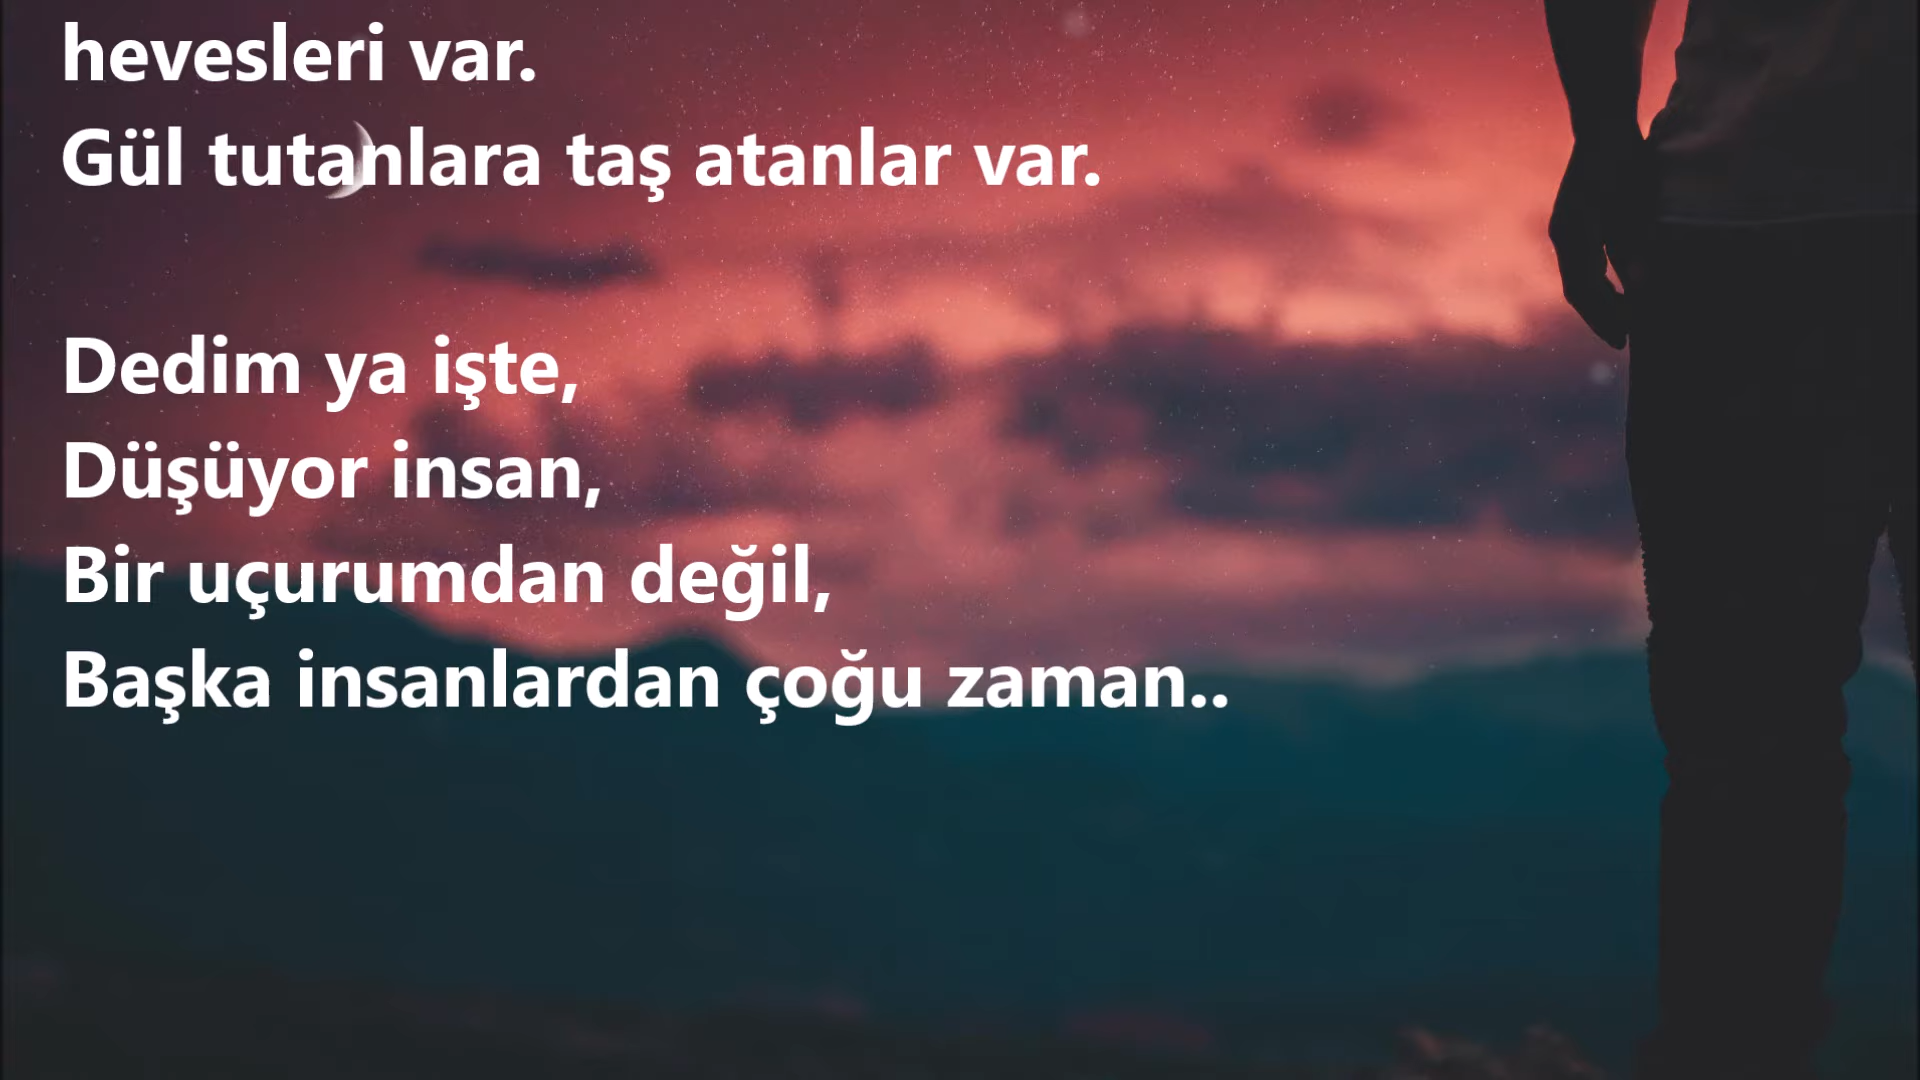 hevesleri var.
Gül tutanlara taş atanlar var.
Dedim ya işte,
Düşüyor insan,
Bir uçurumdan değil,
Başka insanlardan çoğu zaman..